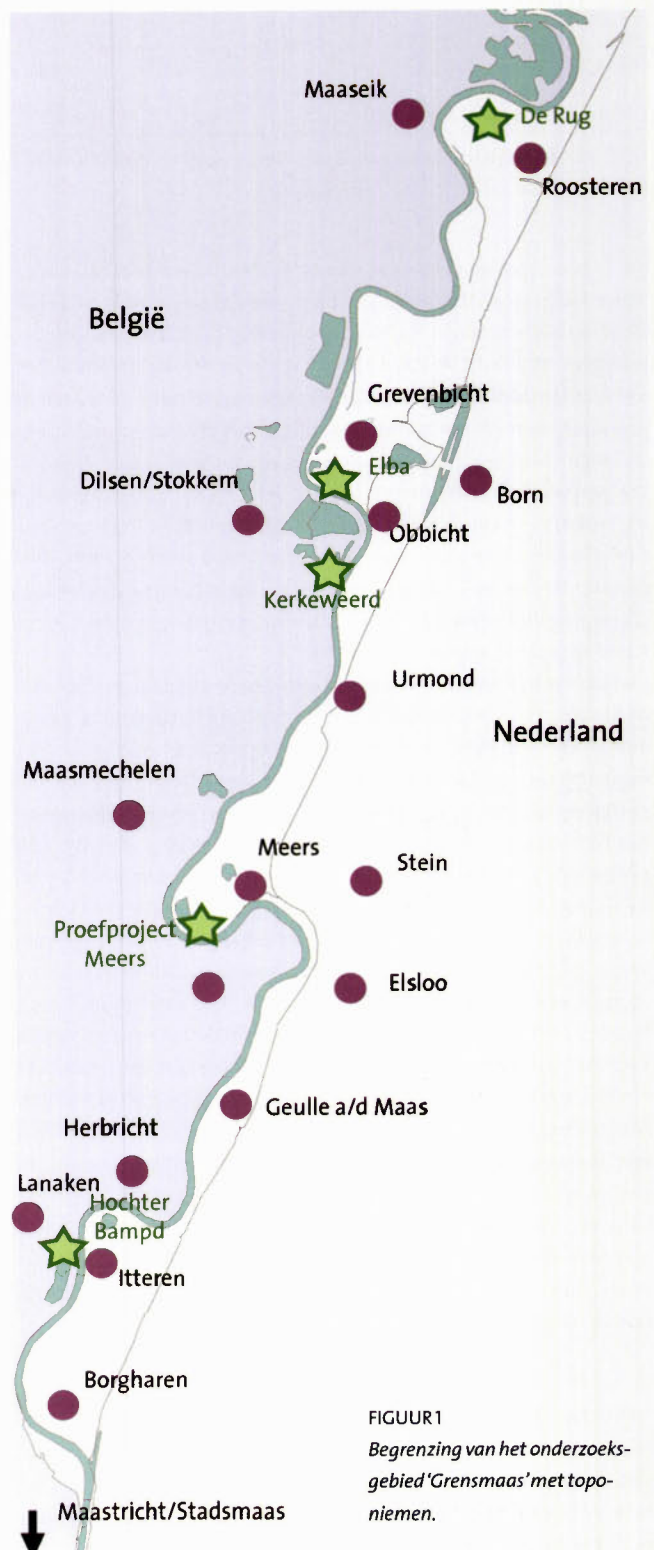 Maaseik
De Rug
Roosteren
België
Grevenbicht
Elba
Dilsen/Stokkem
Born
Obbicht
Kerkeweerd
Urmond
Nederland
Maasmechelen
Meers
Stein
Proefproject
Meers
Elsloo
Geulle a/d Maas
Herbricht
Lanaken
Hochter
Bampd
Itteren
Borgharen
FIGUUR 1
Begrenzing van het onderzoeks-
gebied 'Grensmaas' met topo-
niemen.
Maastricht/Stadsmaas